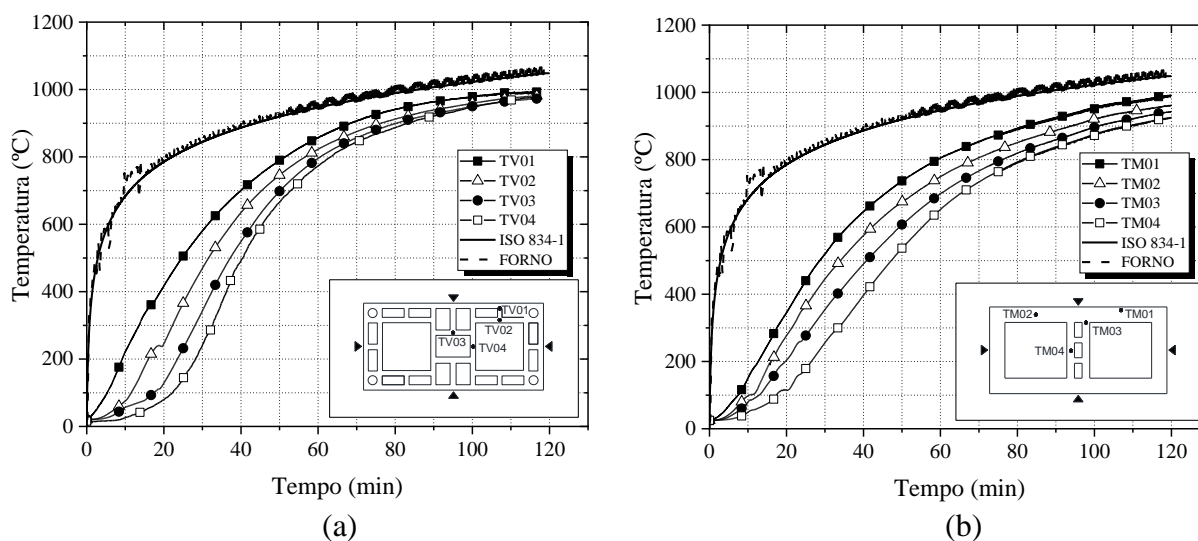 1200
1000
800
600
400
200
0
Temperatura (ºC)
0 20 40 60 80 100 120
Tempo (min)
TV01
TV02
TV03
TV04
ISO 834-1
FORNO
TV01
TV02
TV03
TV04
(a)
1200
1000
800
600
400
200
0
Temperatura (ºC)
0 20 40 60 80 100 120
Tempo (min)
TM01
TM02
TM03
TM04
ISO 834-1
FORNO
TM02
TM01
TM03
TM04
(b)